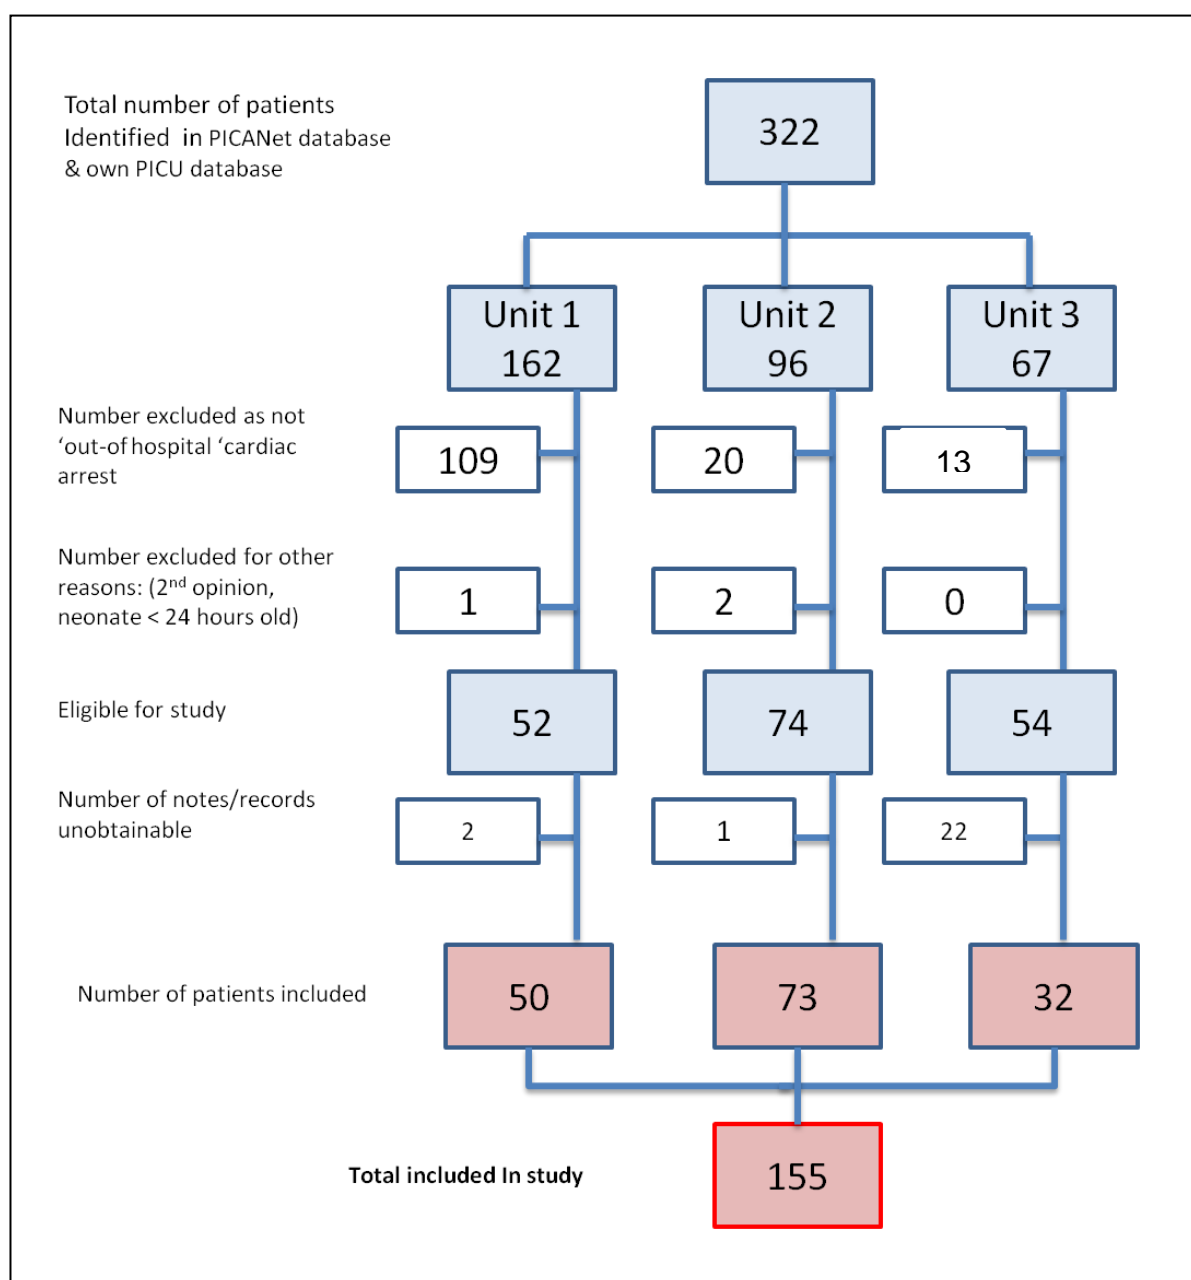 Total number of patients
Identified in PICANet database
& own PICU database
322
Unit 1
162
Unit 2
96
Unit 3
67
Number excluded as not
‘out-of hospital ‘cardiac
arrest
109
20
13
Number excluded for other
reasons: (2nd opinion,
neonate < 24 hours old)
1
2
0
Eligible for study
52
74
54
Number of notes/records
unobtainable
2
1
22
Number of patients included
50
73
32
Total included In study
155